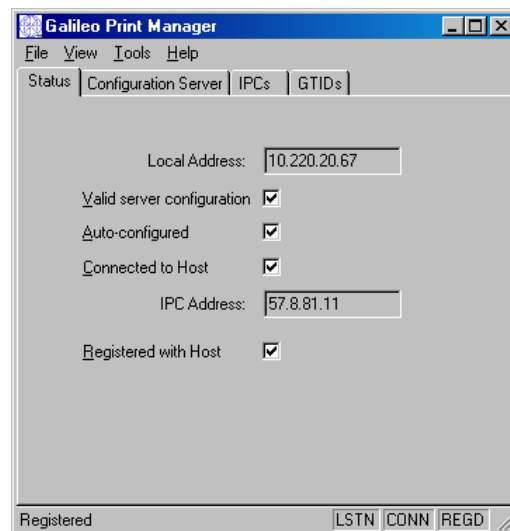 Galileo Print Manager
File View Tools Help
Status Configuration Server IPCs GTIDs
Local Address: 10.220.20.67
Valid server configuration
Auto-configured
Connected to Host
IPC Address: 57.8.81.11
Registered with Host
Registered LSTN CONN REGD